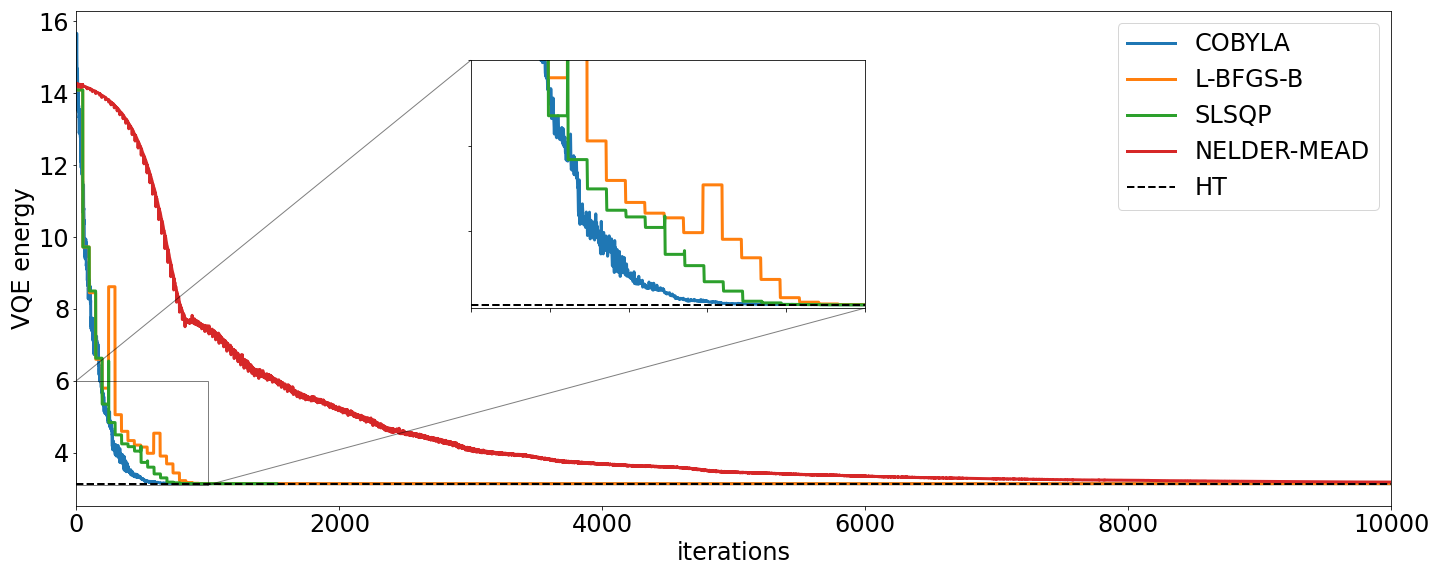 16
14
12
10
8
6
4
VQE energy
0
2000
4000
6000
8000
10000
iterations
COBYLA
L-BFGS-B
SLSQP
NELDER-MEAD
HT